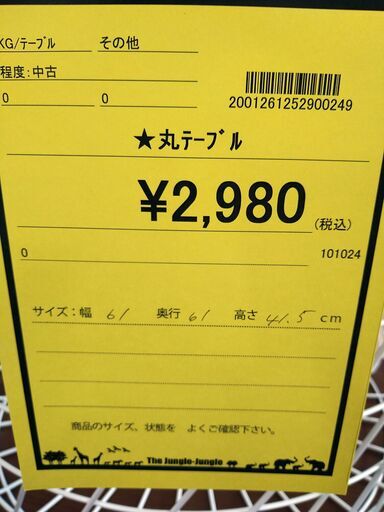 KG/ﾃｰﾌﾞﾙ その他
程度:中古
0 0
2001261252900249
★丸ﾃｰﾌﾞﾙ
¥2,980 (税込)
0 101024
サイズ:幅 61 奥行 61 高さ 41.5 cm
商品のサイズ、状態を よくご確認下さい。
The Jungle-Jungle